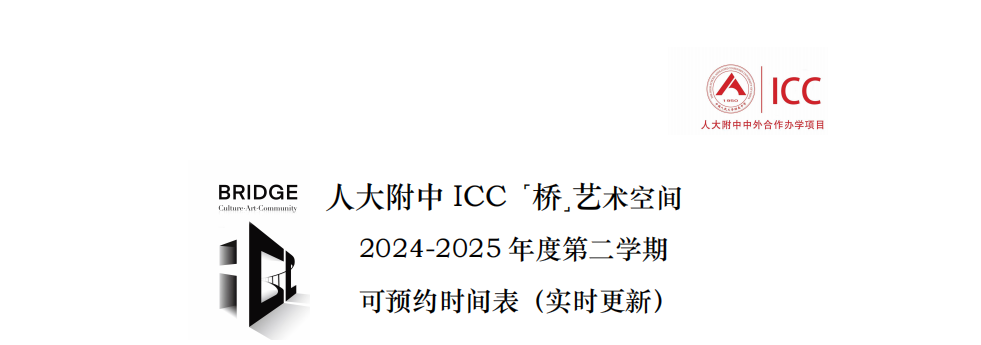 ICC
1950
人大附中中外合作办学项目
BRIDGE
Culture-Art-Community
人大附中 ICC「桥」艺术空间
2024-2025 年度第二学期
可预约时间表（实时更新）